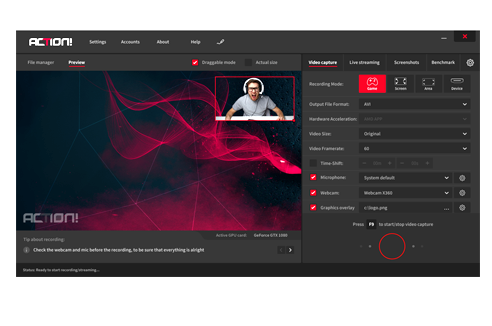 ACTION!
Settings
Accounts
About
Help
File manager
Preview
Draggable mode
Actual size
Video capture
Live streaming
Screenshots
Benchmark
Recording Mode:
Game
Screen
Area
Device
Output File Format:
AVI
Hardware Acceleration:
Video Size:
Original
Video Framerate:
60
Time-Shift:
Microphone:
System default
Webcam:
Webcam X360
Graphics overlay
c:\logo.png
...
ACTION!
Active GPU card:
GeForce GTX 1080
Press F9 to start/stop video capture
Tip about recording:
Check the webcam and mic before the recording, to be sure that everything is alright
Status: Ready to start recording/streaming...